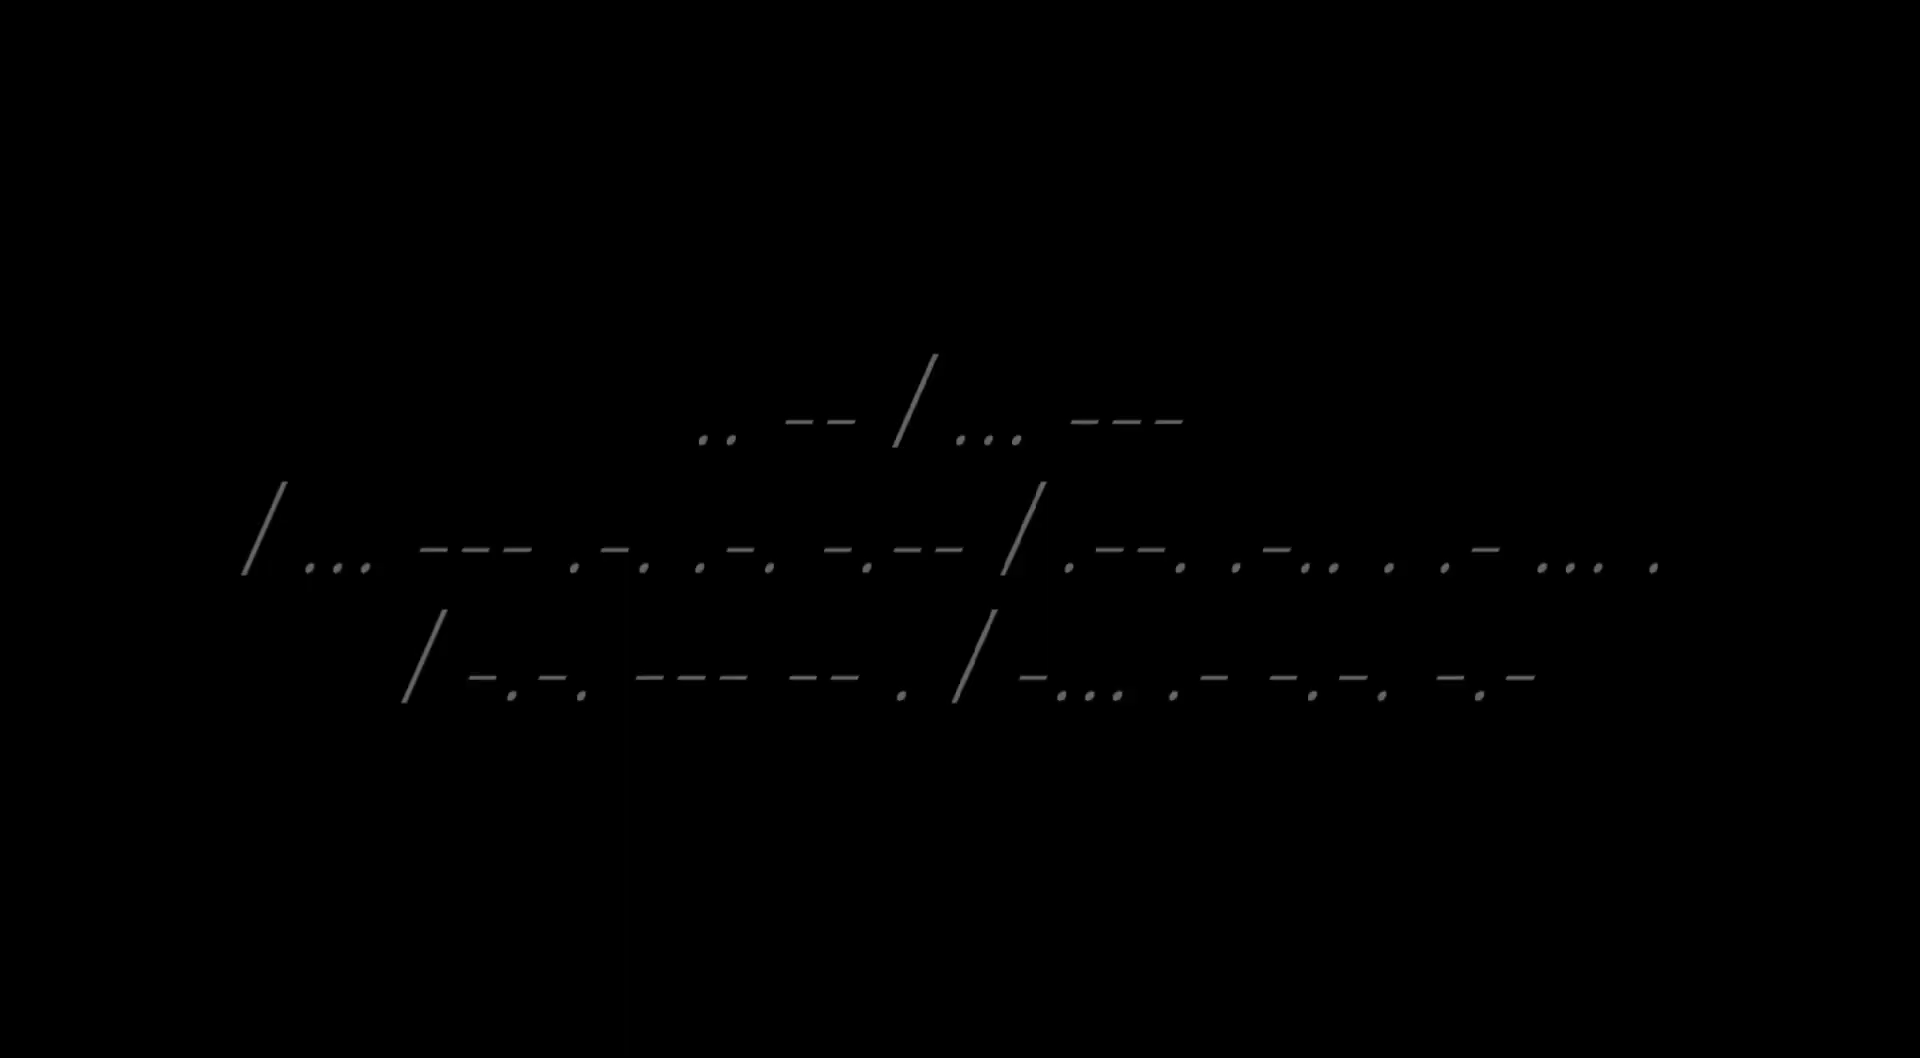 .. -- /... ---
/... --- .-. .-. -.-- / .--. .-.. . .- ... .
/ -.-. --- -- . / -... .- -.-. -.-